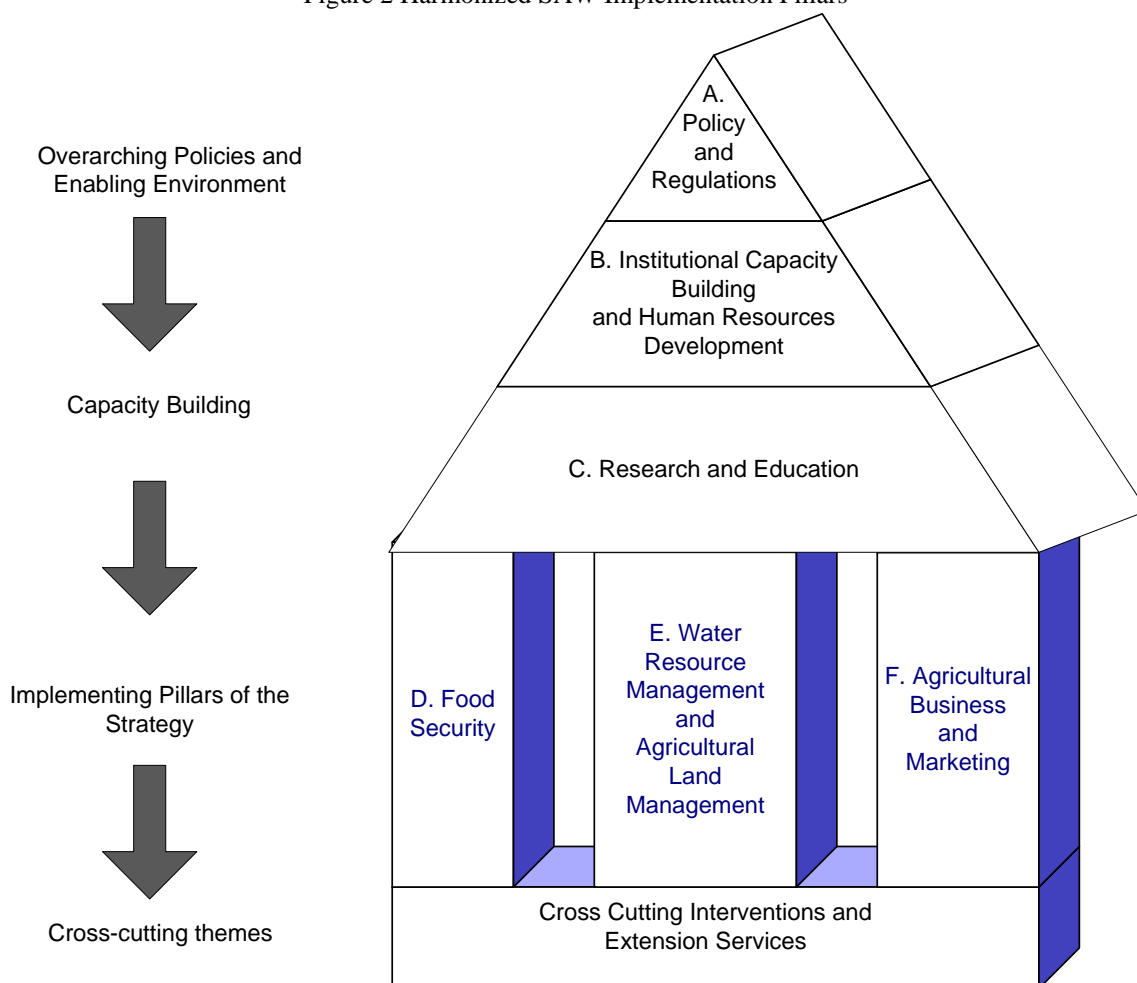 Figure 2 Harmonized SAW Implementation Pillars
Overarching Policies and
Enabling Environment
Capacity Building
Implementing Pillars of the
Strategy
Cross-cutting themes
A.
Policy
and
Regulations
B. Institutional Capacity
Building
and Human Resources
Development
C. Research and Education
D. Food
Security
E. Water
Resource
Management
and
Agricultural
Land
Management
F. Agricultural
Business
and
Marketing
Cross Cutting Interventions and
Extension Services